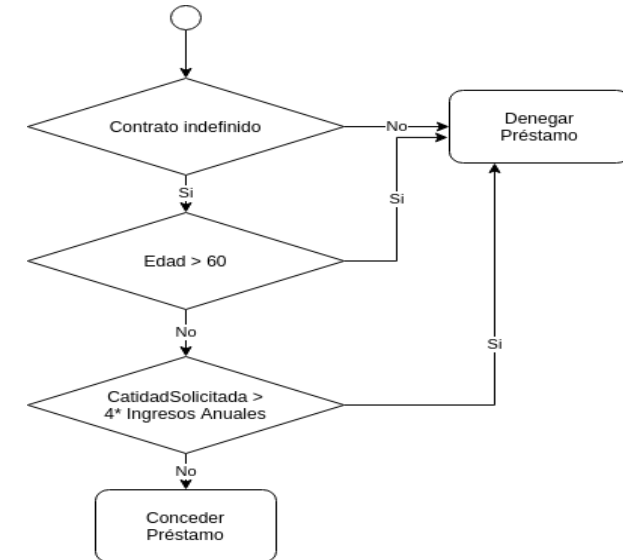 Contrato indefinido
No
Denegar
Préstamo
Si
Si
Edad > 60
No
Si
CatidadSolicitada >
4* Ingresos Anuales
No
Conceder
Préstamo